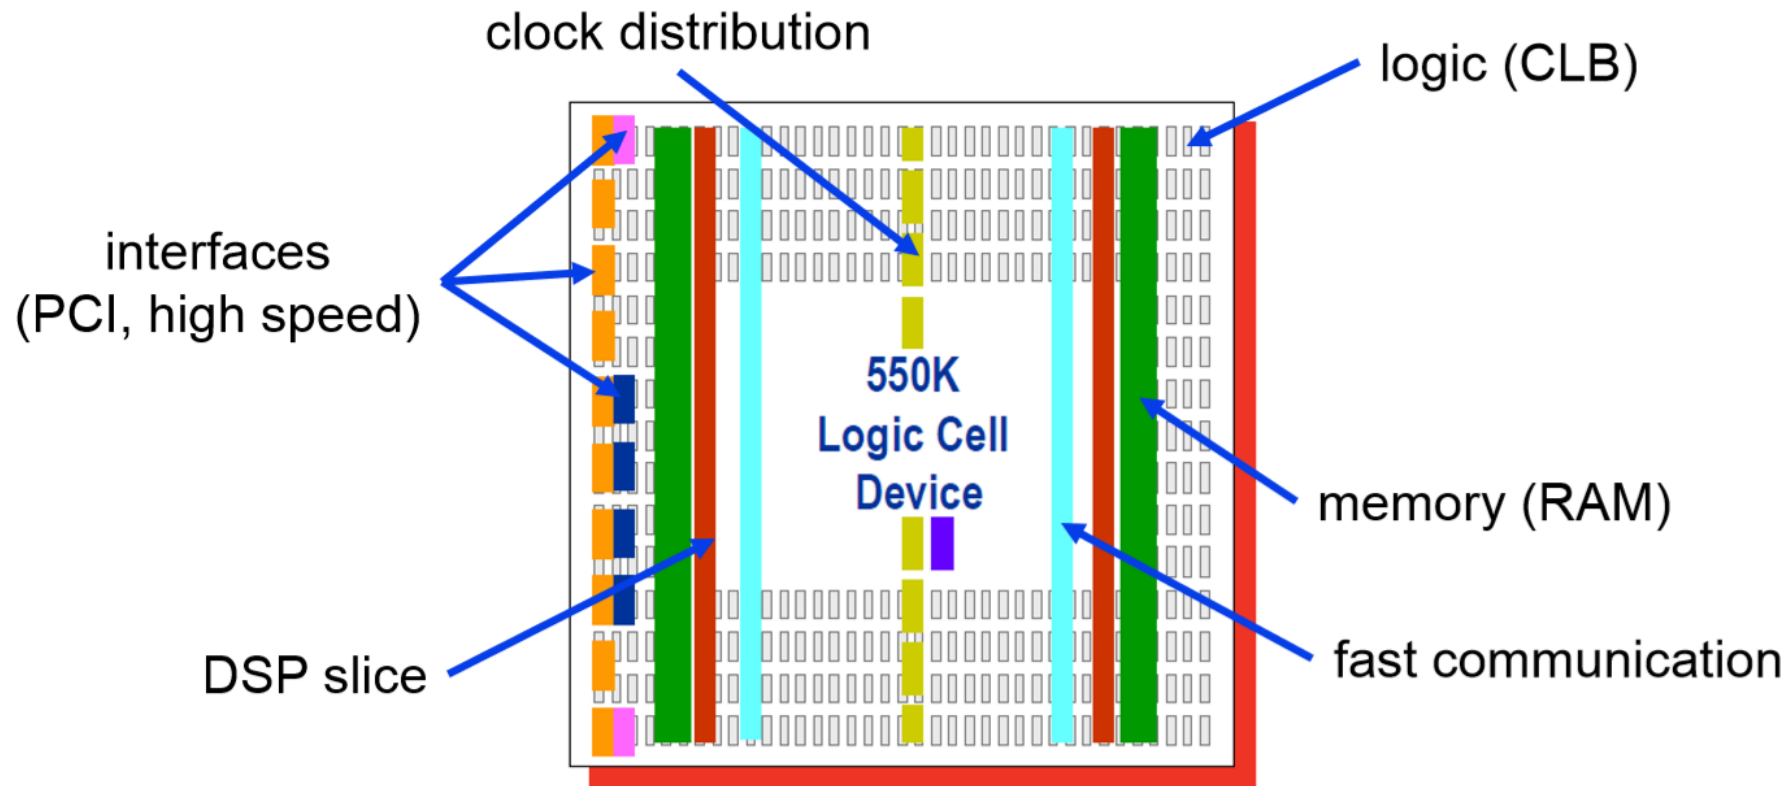 clock distribution
logic (CLB)
interfaces
(PCI, high speed)
550K
Logic Cell
Device
memory (RAM)
DSP slice
fast communication